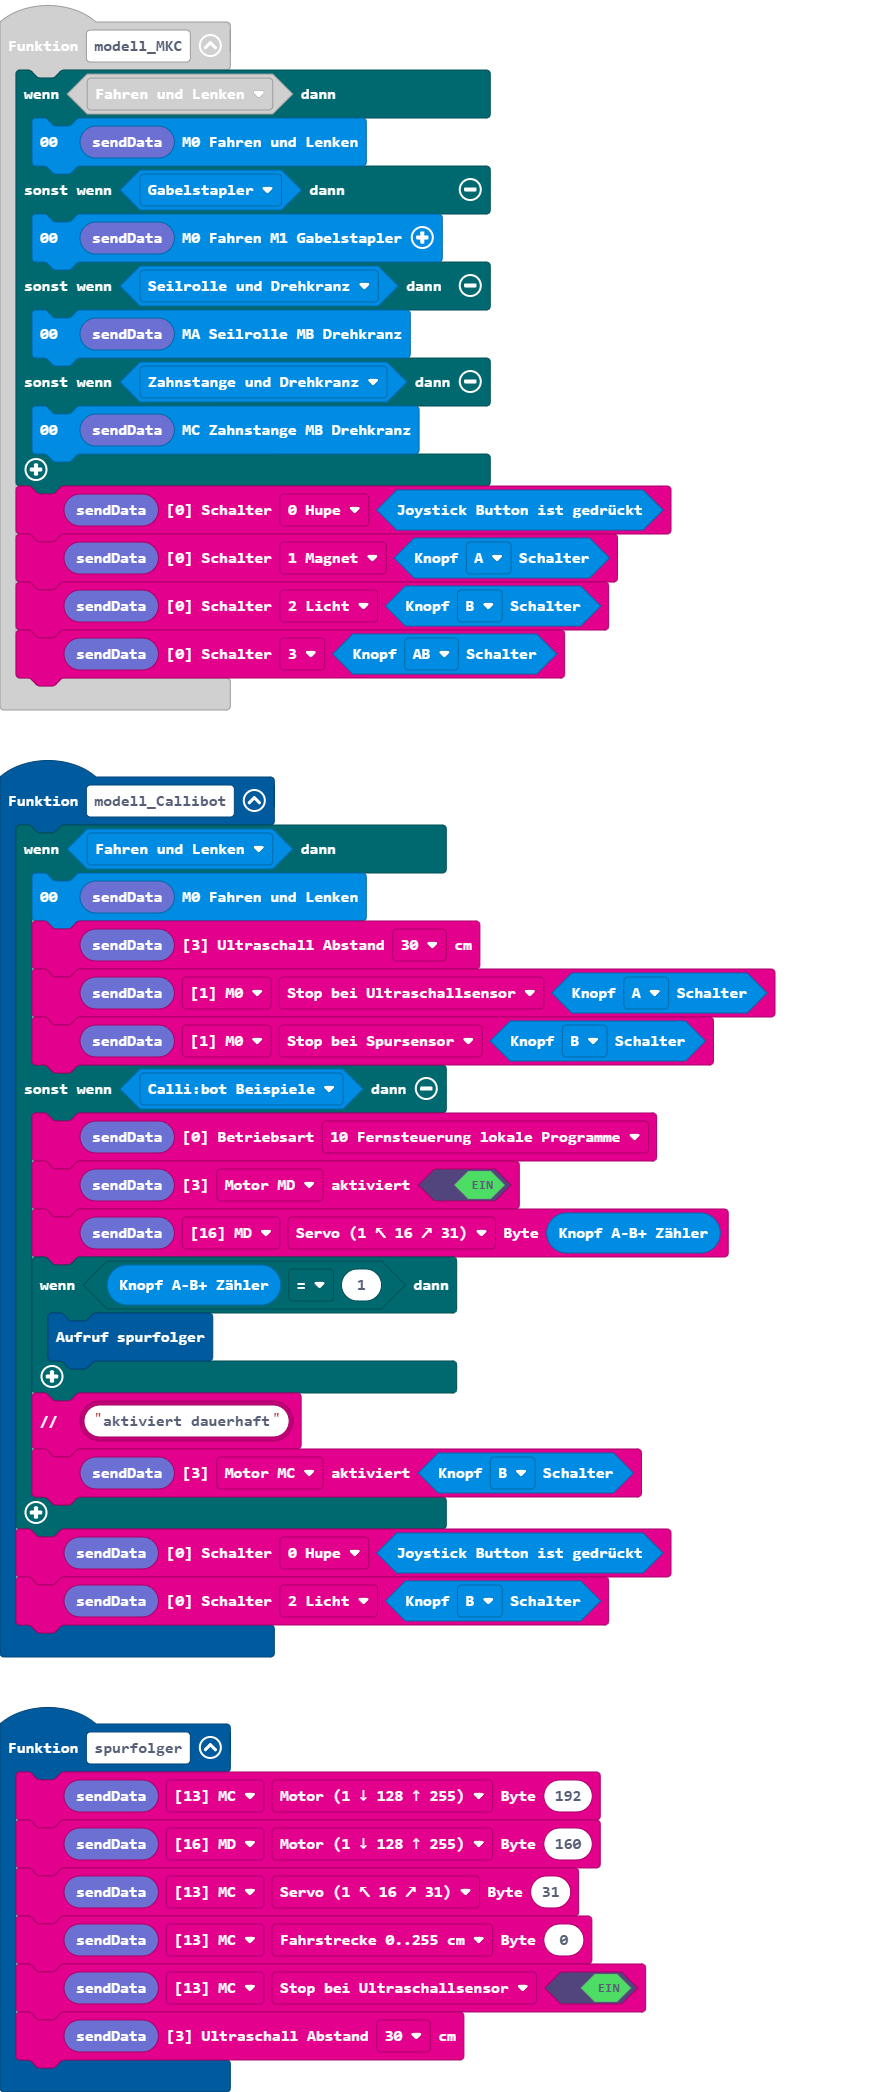 Funktion modell_MKC
wenn Fahren und Lenken dann
00 sendData M0 Fahren und Lenken
sonst wenn Gabelstapler dann
00 sendData M0 Fahren M1 Gabelstapler
sonst wenn Seilrolle und Drehkranz dann
00 sendData MA Seilrolle MB Drehkranz
sonst wenn Zahnstange und Drehkranz dann
00 sendData MC Zahnstange MB Drehkranz
sendData [0] Schalter 0 Hupe Joystick Button ist gedrückt
sendData [0] Schalter 1 Magnet Knopf A Schalter
sendData [0] Schalter 2 Licht Knopf B Schalter
sendData [0] Schalter 3 Knopf AB Schalter
Funktion modell_Callibot
wenn Fahren und Lenken dann
00 sendData M0 Fahren und Lenken
sendData [3] Ultraschall Abstand 30 cm
sendData [1] M0 Stop bei Ultraschallsensor Knopf A Schalter
sendData [1] M0 Stop bei Spursensor Knopf B Schalter
sonst wenn Calli:bot Beispiele dann
sendData [0] Betriebsart 10 Fernsteuerung lokale Programme
sendData [3] Motor MD aktiviert EIN
sendData [16] MD Servo (1 ↖ 16 ↗ 31) Byte Knopf A-B+ Zähler
wenn Knopf A-B+ Zähler = 1 dann
Aufruf spurfolger
// "aktiviert dauerhaft"
sendData [3] Motor MC aktiviert Knopf B Schalter
sendData [0] Schalter 0 Hupe Joystick Button ist gedrückt
sendData [0] Schalter 2 Licht Knopf B Schalter
Funktion spurfolger
sendData [13] MC Motor (1 ↓ 128 ↑ 255) Byte 192
sendData [16] MD Motor (1 ↓ 128 ↑ 255) Byte 160
sendData [13] MC Servo (1 ↖ 16 ↗ 31) Byte 31
sendData [13] MC Fahrstrecke 0..255 cm Byte 0
sendData [13] MC Stop bei Ultraschallsensor EIN
sendData [3] Ultraschall Abstand 30 cm